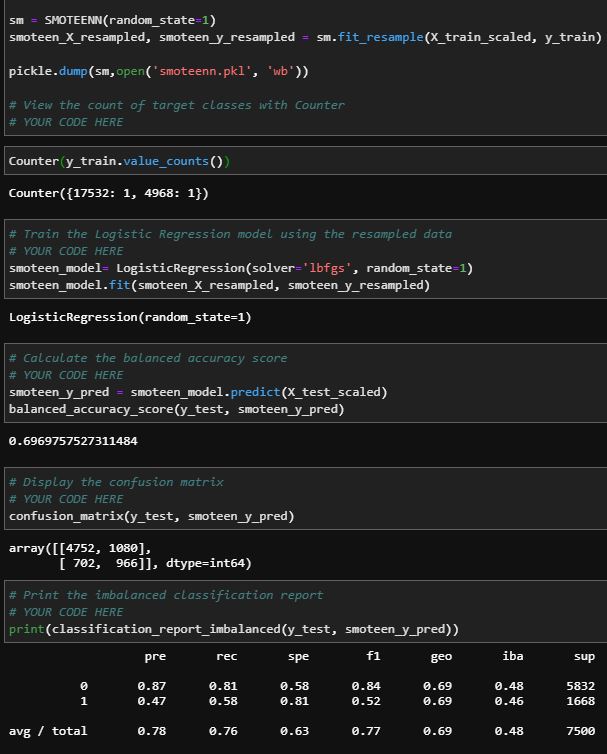 sm = SMOTEENN(random_state=1)
smoteen_X_resampled, smoteen_y_resampled = sm.fit_resample(X_train_scaled, y_train)
pickle.dump(sm,open('smoteenn.pkl', 'wb'))
# View the count of target classes with Counter
# YOUR CODE HERE
Counter(y_train.value_counts())
Counter({17532: 1, 4968: 1})
# Train the Logistic Regression model using the resampled data
# YOUR CODE HERE
smoteen_model= LogisticRegression(solver='lbfgs', random_state=1)
smoteen_model.fit(smoteen_X_resampled, smoteen_y_resampled)
LogisticRegression(random_state=1)
# Calculate the balanced accuracy score
# YOUR CODE HERE
smoteen_y_pred = smoteen_model.predict(X_test_scaled)
balanced_accuracy_score(y_test, smoteen_y_pred)
0.6969757527311484
# Display the confusion matrix
# YOUR CODE HERE
confusion_matrix(y_test, smoteen_y_pred)
array([[4752, 1080],
       [ 702,  966]], dtype=int64)
# Print the imbalanced classification report
# YOUR CODE HERE
print(classification_report_imbalanced(y_test, smoteen_y_pred))
                   pre       rec       spe        f1       geo       iba       sup
          0       0.87      0.81      0.58      0.84      0.69      0.48      5832
          1       0.47      0.58      0.81      0.52      0.69      0.46      1668
avg / total       0.78      0.76      0.63      0.77      0.69      0.48      7500